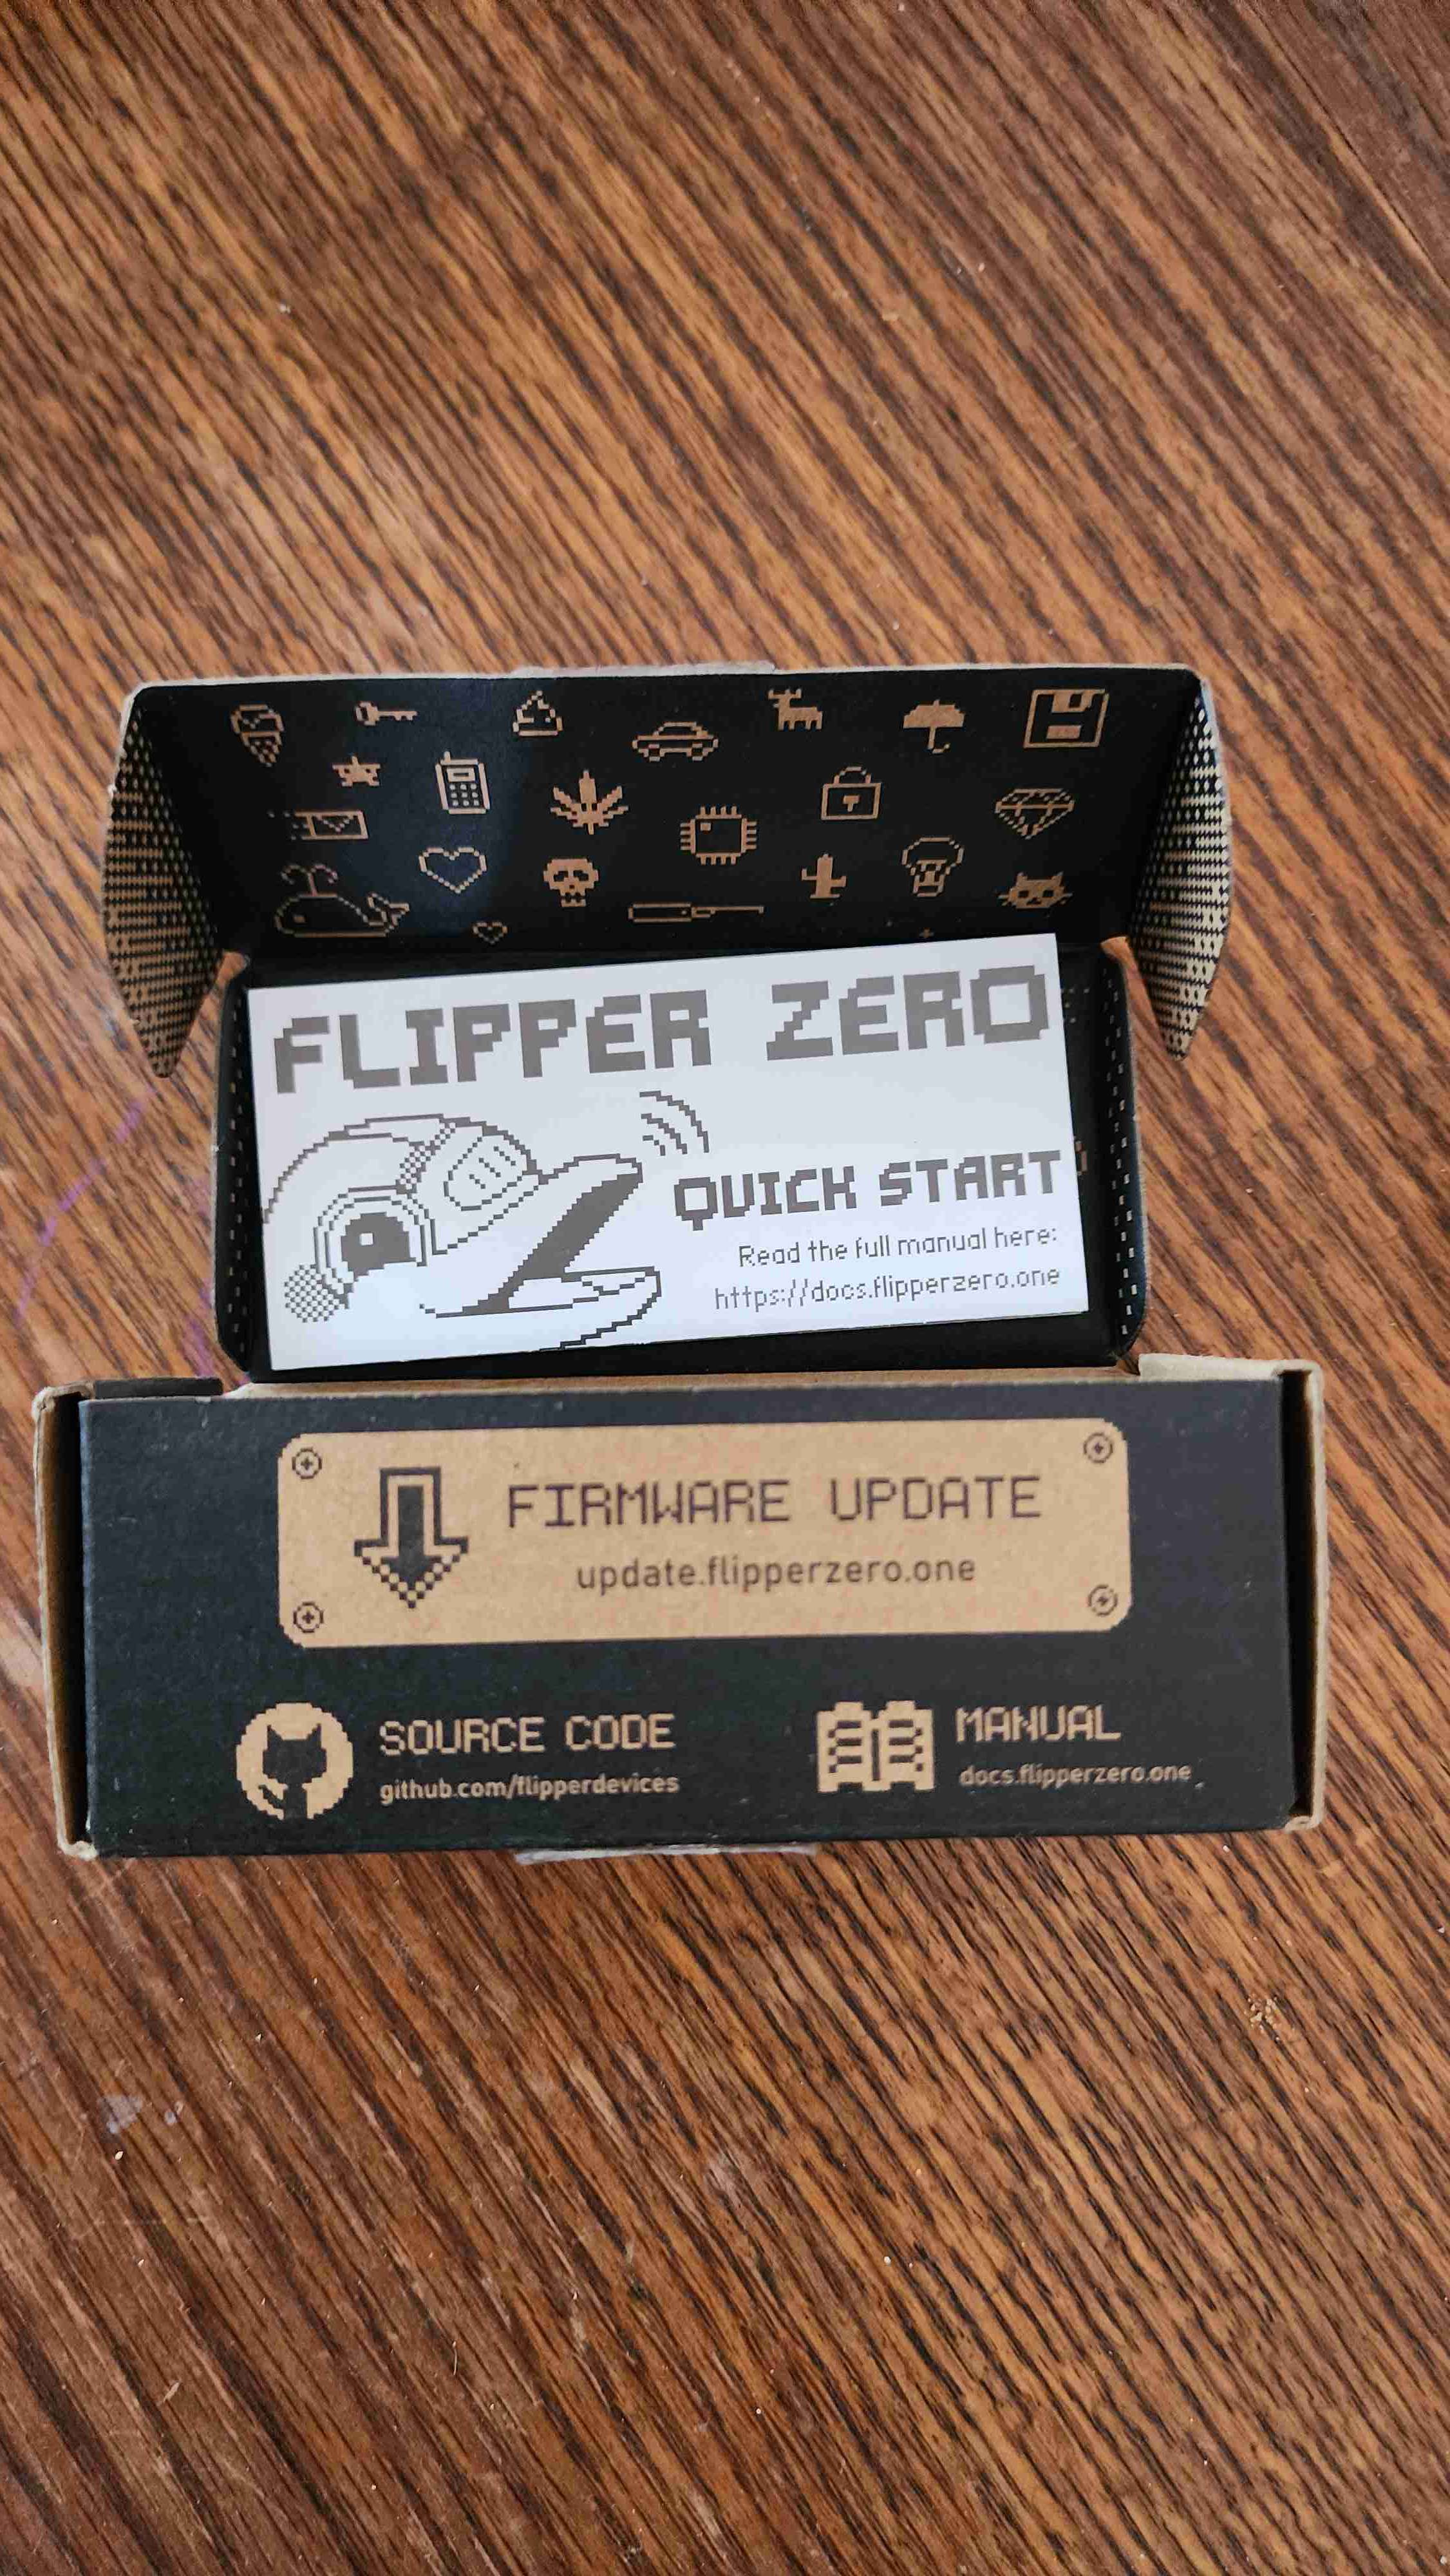 FLIPPER ZERO
QUICK START
Read the full manual here:
https://docs.flipperzero.one
FIRMWARE UPDATE
update.flipperzero.one
SOURCE CODE
github.com/flipperdevices
MANUAL
docs.flipperzero.one